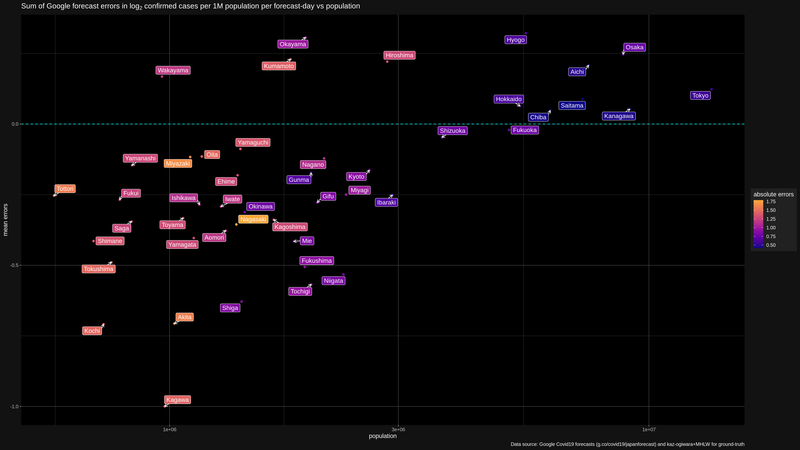 Sum of Google forecast errors in log₂ confirmed cases per 1M population per forecast-day vs population
Okayama
Hyogo
Osaka
Hiroshima
Kumamoto
Wakayama
Aichi
Tokyo
Hokkaido
Saitama
Chiba
Kanagawa
0.0
Shizuoka
Fukuoka
Yamaguchi
Oita
Yamanashi
Miyazaki
Nagano
Kyoto
Ehime
Gunma
Tottori
Miyagi
Fukui
Ishikawa
Iwate
Gifu
Ibaraki
Okinawa
Nagasaki
Toyama
Saga
Kagoshima
Shimane
Yamagata
Aomori
Mie
Fukushima
-0.5
Tokushima
Niigata
Tochigi
Shiga
Akita
Kochi
Kagawa
-1.0
mean errors
1e+06
3e+06
1e+07
population
absolute errors
1.75
1.50
1.25
1.00
0.75
0.50
Data source: Google Covid19 forecasts (g.co/covid19/japanforecast) and kaz-ogiwara+MHLW for ground-truth